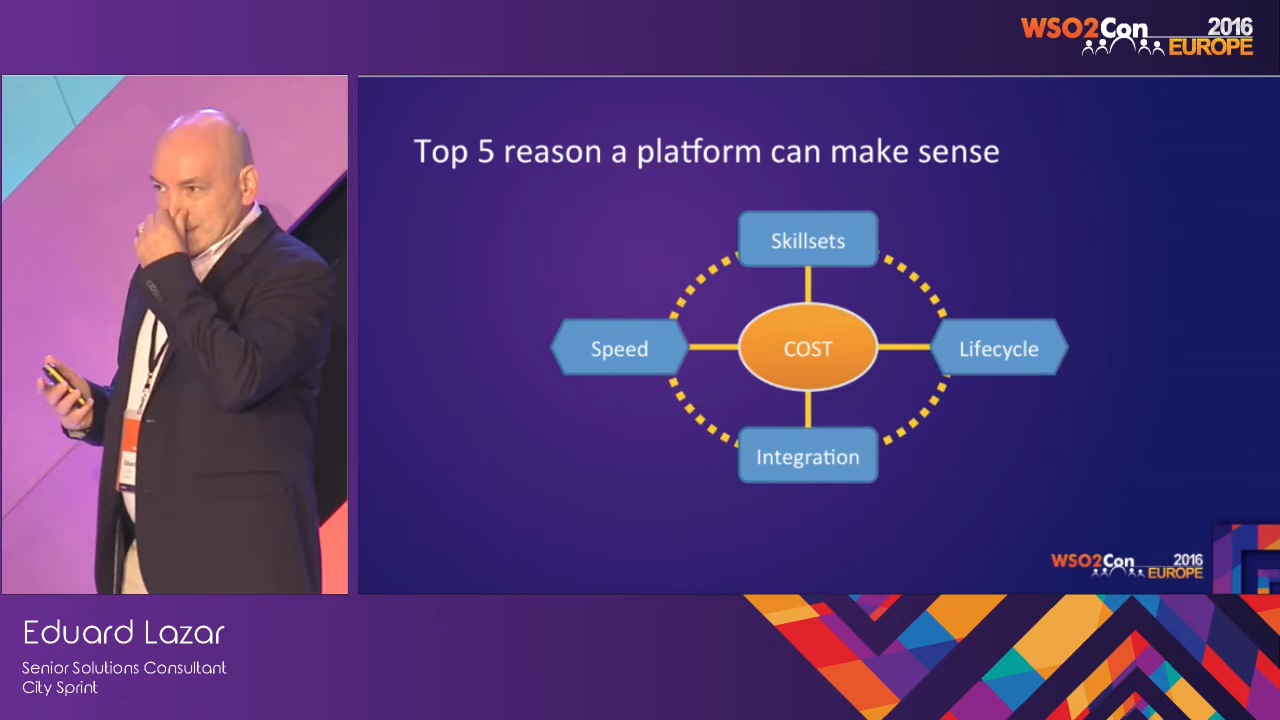 WSO2Con 2016
EUROPE
Top 5 reason a platform can make sense
Skillsets
Speed
COST
Lifecycle
Integration
WSO2Con 2016
EUROPE
Eduard Lazar
Senior Solutions Consultant
City Sprint